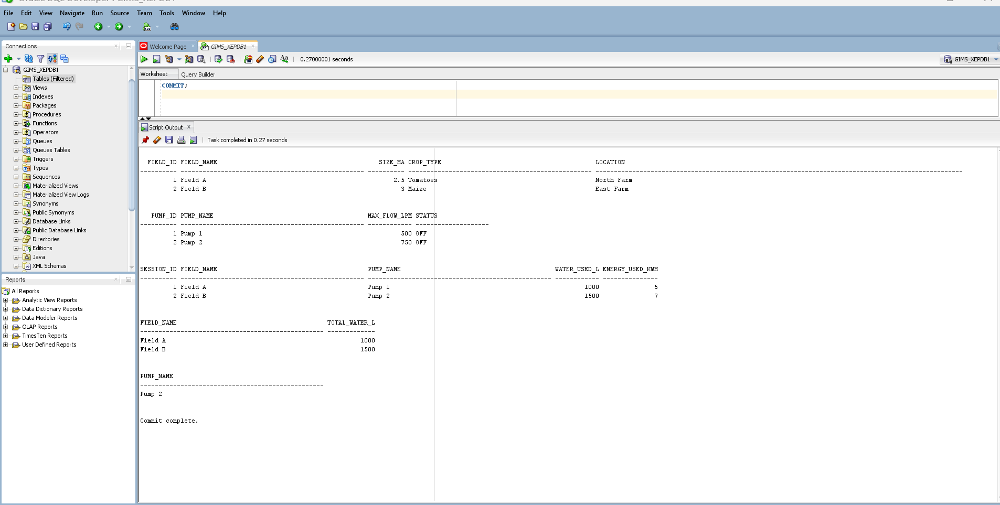 Oracle SQL Developer : GIMS_XEPDB1
File Edit View Navigate Run Source Team Tools Window Help
Connections
Welcome Page
GIMS_XEPDB1
0.27000001 seconds
GIMS_XEPDB1
Worksheet
Query Builder
COMMIT;
GIMS_XEPDB1
Tables (Filtered)
Views
Indexes
Packages
Procedures
Functions
Operators
Queues
Queues Tables
Triggers
Types
Sequences
Materialized Views
Materialized View Logs
Synonyms
Public Synonyms
Database Links
Public Database Links
Directories
Editions
Java
XML Schemas
Reports
All Reports
Analytic View Reports
Data Dictionary Reports
Data Modeler Reports
OLAP Reports
TimesTen Reports
User Defined Reports
Script Output
Task completed in 0.27 seconds
FIELD_ID FIELD_NAME SIZE_HA CROP_TYPE LOCATION
1 Field A 2.5 Tomatoes North Farm
2 Field B 3 Maize East Farm
PUMP_ID PUMP_NAME MAX_FLOW_LPM STATUS
1 Pump 1 500 OFF
2 Pump 2 750 OFF
SESSION_ID FIELD_NAME PUMP_NAME WATER_USED_L ENERGY_USED_KWH
1 Field A Pump 1 1000 5
2 Field B Pump 2 1500 7
FIELD_NAME TOTAL_WATER_L
Field A 1000
Field B 1500
PUMP_NAME
Pump 2
Commit complete.